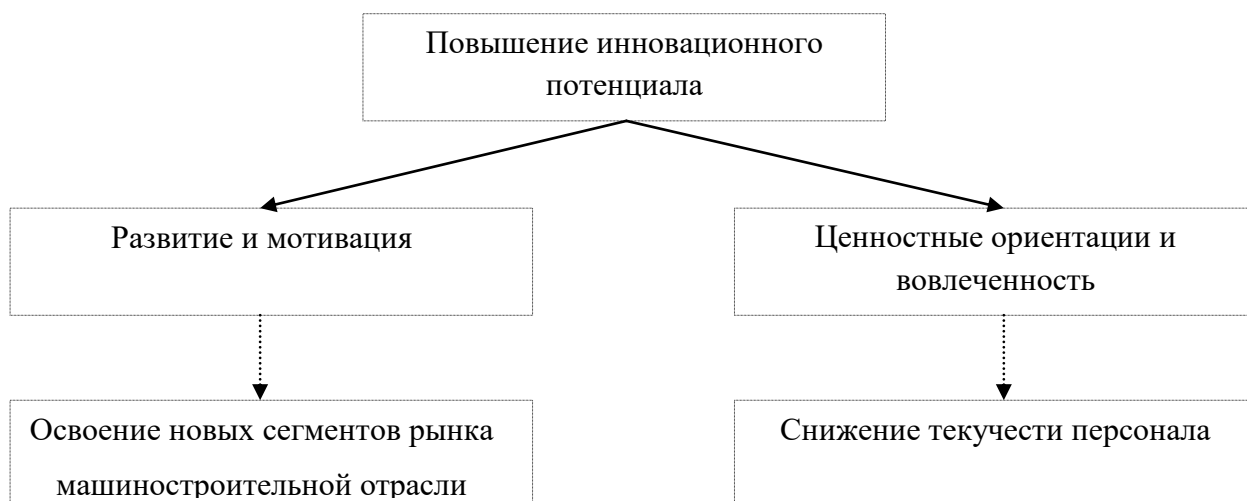 Повышение инновационного
потенциала
Развитие и мотивация
Ценностные ориентации и
вовлеченность
Освоение новых сегментов рынка
машиностроительной отрасли
Снижение текучести персонала